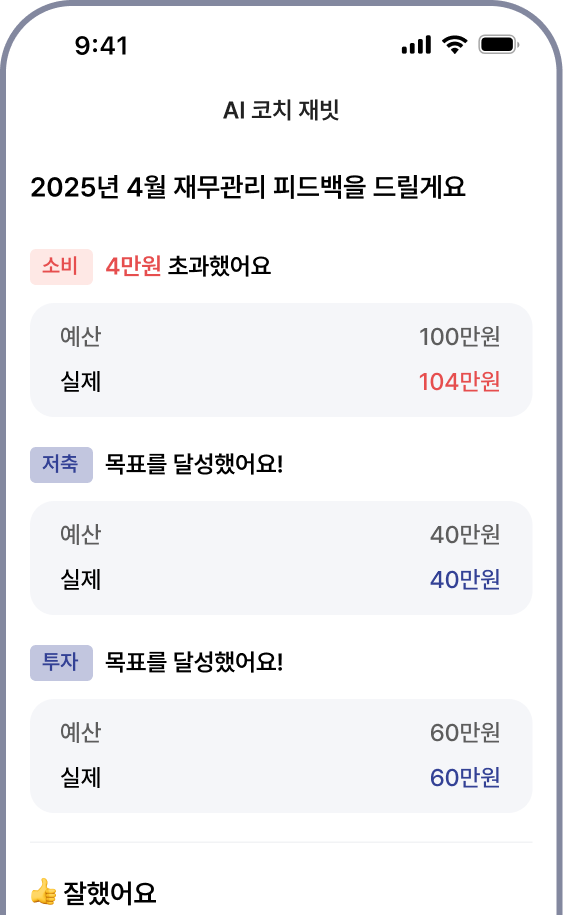 9:41
AI 코치 재빗
2025년 4월 재무관리 피드백을 드릴게요
소비 4만원 초과했어요
예산 100만원
실제 104만원
저축 목표를 달성했어요!
예산 40만원
실제 40만원
투자 목표를 달성했어요!
예산 60만원
실제 60만원
👍 잘했어요